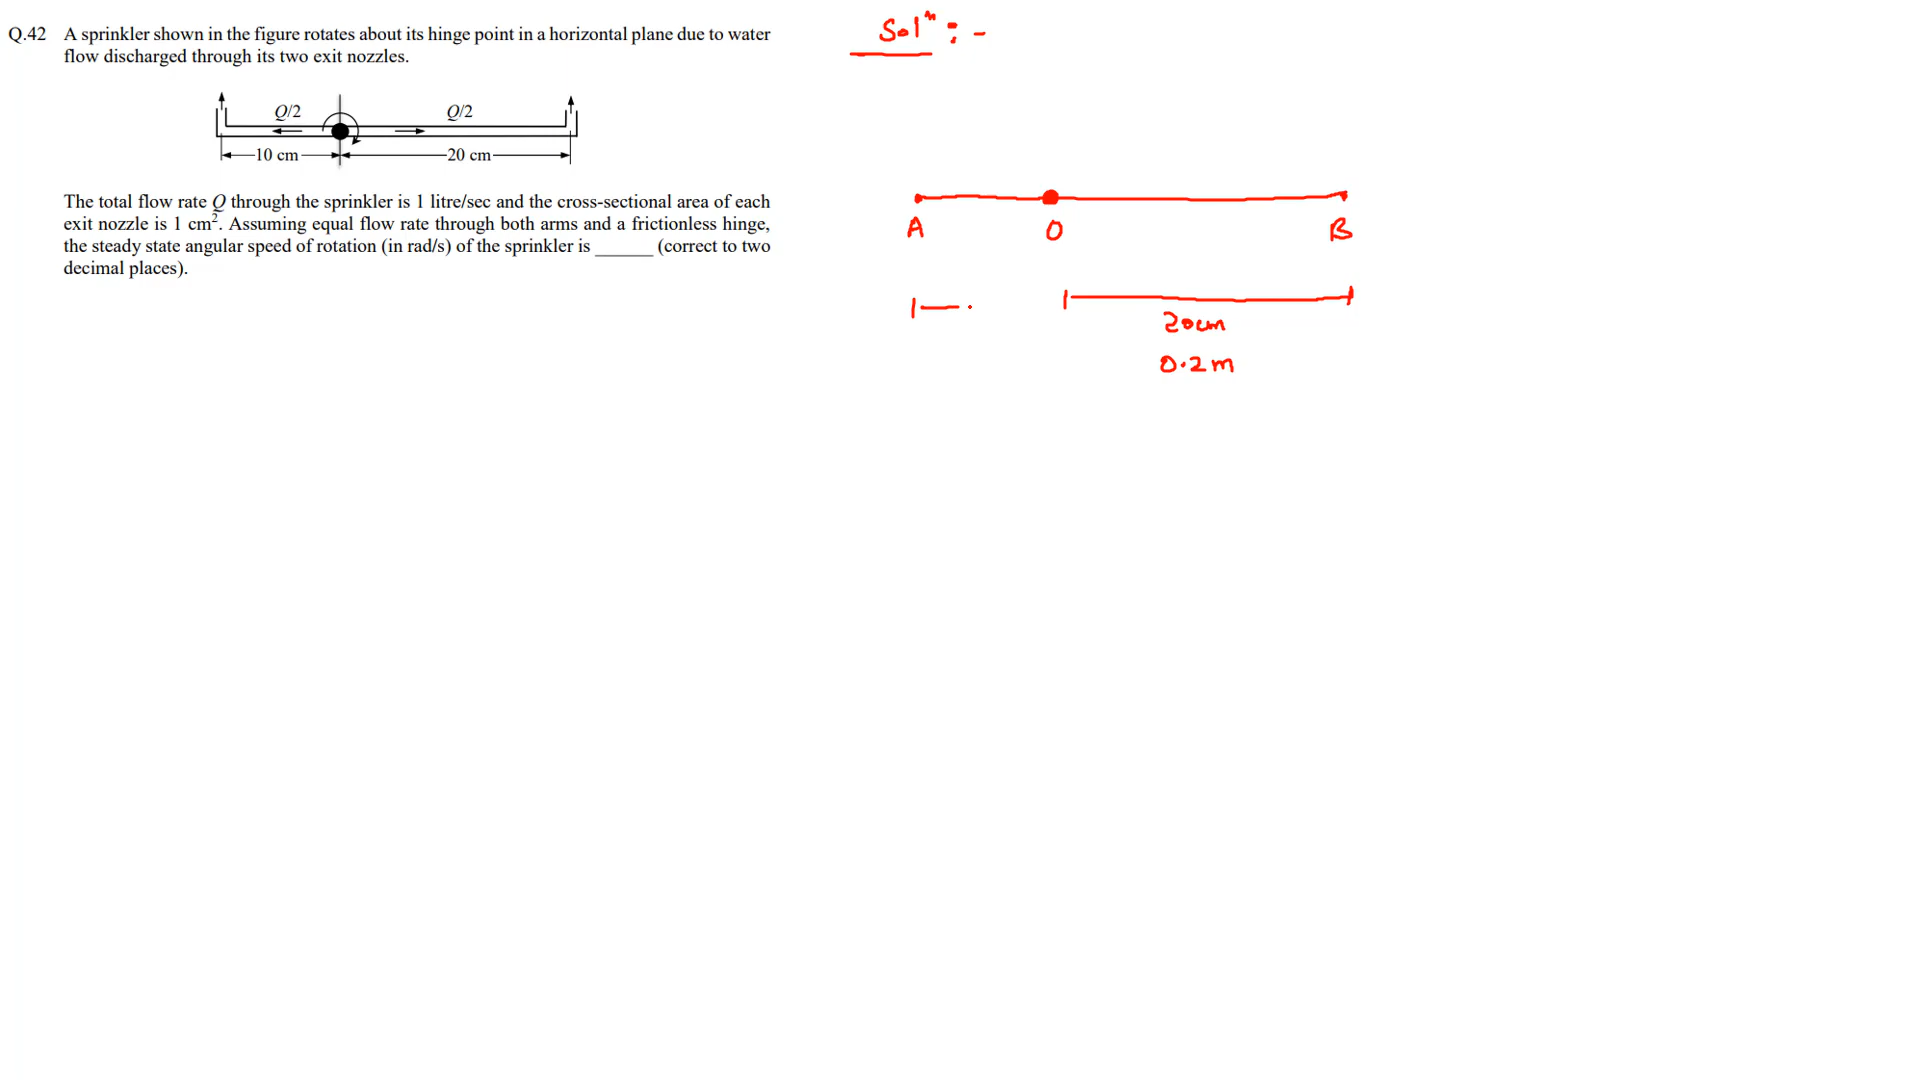 Q.42 A sprinkler shown in the figure rotates about its hinge point in a horizontal plane due to water
flow discharged through its two exit nozzles.
Q/2 Q/2
10 cm 20 cm
The total flow rate Q through the sprinkler is 1 litre/sec and the cross-sectional area of each
exit nozzle is 1 cm². Assuming equal flow rate through both arms and a frictionless hinge,
the steady state angular speed of rotation (in rad/s) of the sprinkler is ______ (correct to two
decimal places).
Solⁿ : -
A O B
20cm
0.2 m